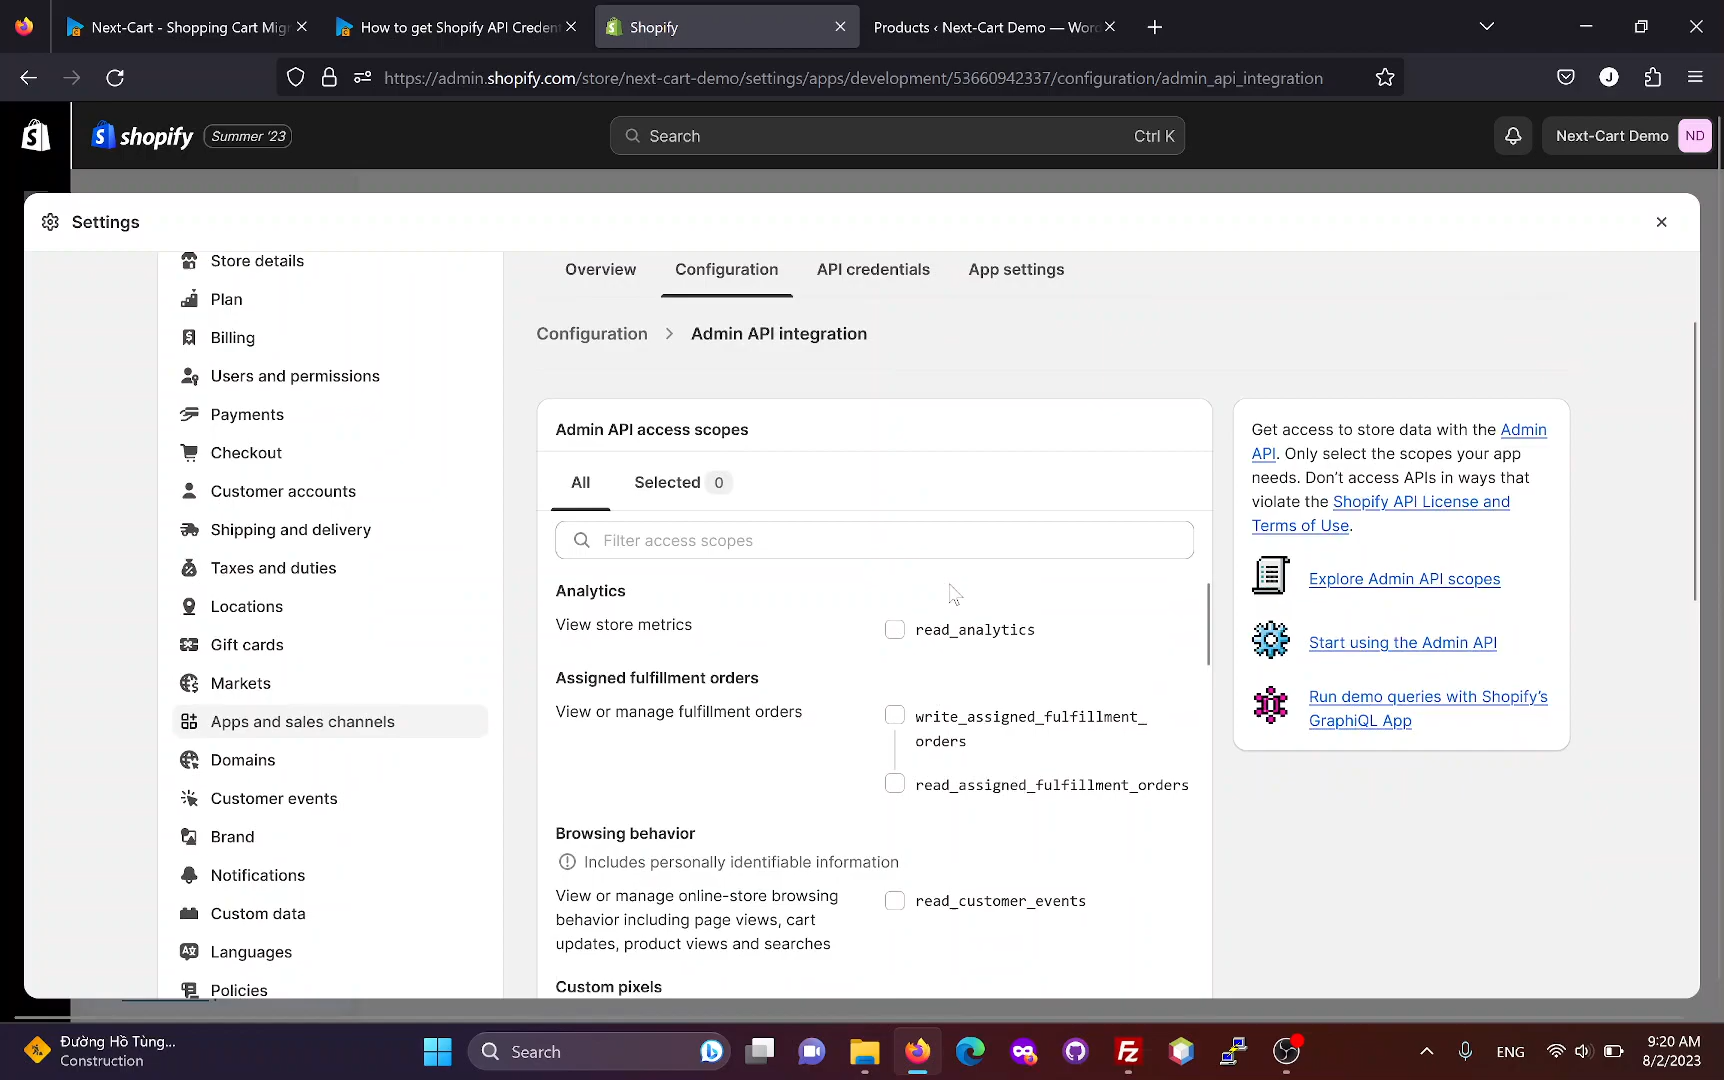 Next-Cart - Shopping Cart Migr
How to get Shopify API Creden
Shopify
Products ‹ Next-Cart Demo — Word
https://admin.shopify.com/store/next-cart-demo/settings/apps/development/53660942337/configuration/admin_api_integration
J
shopify
Summer '23
Search
Ctrl K
Next-Cart Demo
ND
Settings
Store details
Plan
Billing
Users and permissions
Payments
Checkout
Customer accounts
Shipping and delivery
Taxes and duties
Locations
Gift cards
Markets
Apps and sales channels
Domains
Customer events
Brand
Notifications
Custom data
Languages
Policies
Overview
Configuration
API credentials
App settings
Configuration
Admin API integration
Admin API access scopes
All
Selected 0
Filter access scopes
Analytics
View store metrics
read_analytics
Assigned fulfillment orders
View or manage fulfillment orders
write_assigned_fulfillment_
orders
read_assigned_fulfillment_orders
Browsing behavior
Includes personally identifiable information
View or manage online-store browsing
behavior including page views, cart
updates, product views and searches
read_customer_events
Custom pixels
Get access to store data with the Admin
API. Only select the scopes your app
needs. Don't access APIs in ways that
violate the Shopify API License and
Terms of Use.
Explore Admin API scopes
Start using the Admin API
Run demo queries with Shopify's
GraphiQL App
Đường Hồ Tùng...
Construction
Search
ENG
9:20 AM
8/2/2023